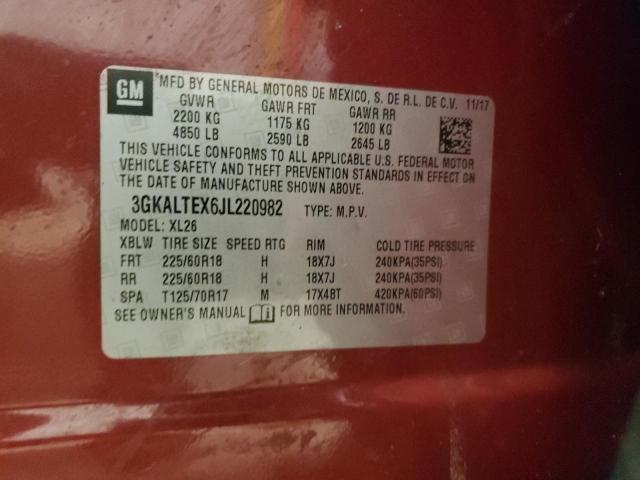 GM
*MFD BY GENERAL MOTORS DE MEXICO, S. DE R.L. DE C.V. 11/17
GVWR GAWR FRT GAWR RR
2200 KG 1175 KG 1200 KG
4850 LB 2590 LB 2645 LB
THIS VEHICLE CONFORMS TO ALL APPLICABLE U.S. FEDERAL MOTOR
VEHICLE SAFETY AND THEFT PREVENTION STANDARDS IN EFFECT ON
THE DATE OF MANUFACTURE SHOWN ABOVE.
3GKALTEX6JL220982 TYPE: M.P.V.
MODEL: XL26
XBLW TIRE SIZE SPEED RTG RIM COLD TIRE PRESSURE
FRT 225/60R18 H 18X7J 240KPA(35PSI)
RR 225/60R18 H 18X7J 240KPA(35PSI)
SPA T125/70R17 M 17X4BT 420KPA(60PSI)
SEE OWNER'S MANUAL FOR MORE INFORMATION.